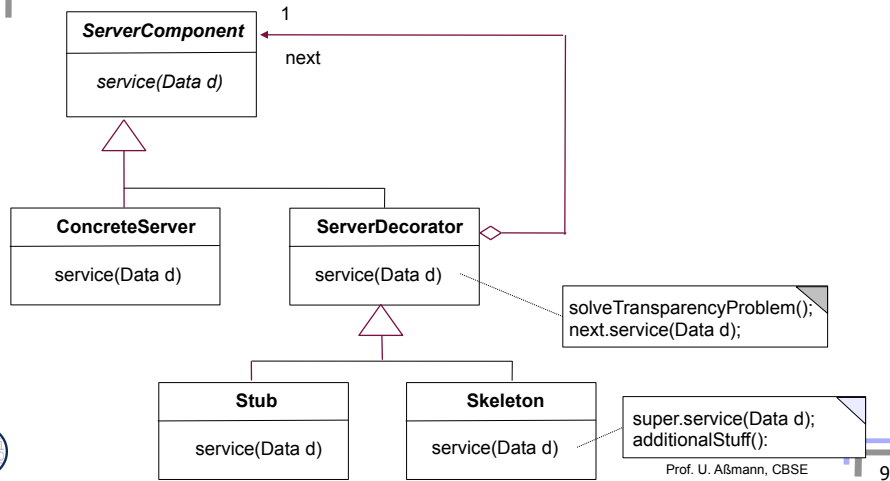 1
ServerComponent
next
service(Data d)
ConcreteServer
ServerDecorator
service(Data d)
service(Data d)
solveTransparencyProblem();
next.service(Data d);
Stub
Skeleton
service(Data d)
service(Data d)
super.service(Data d);
additionalStuff():
Prof. U. Aßmann, CBSE
9